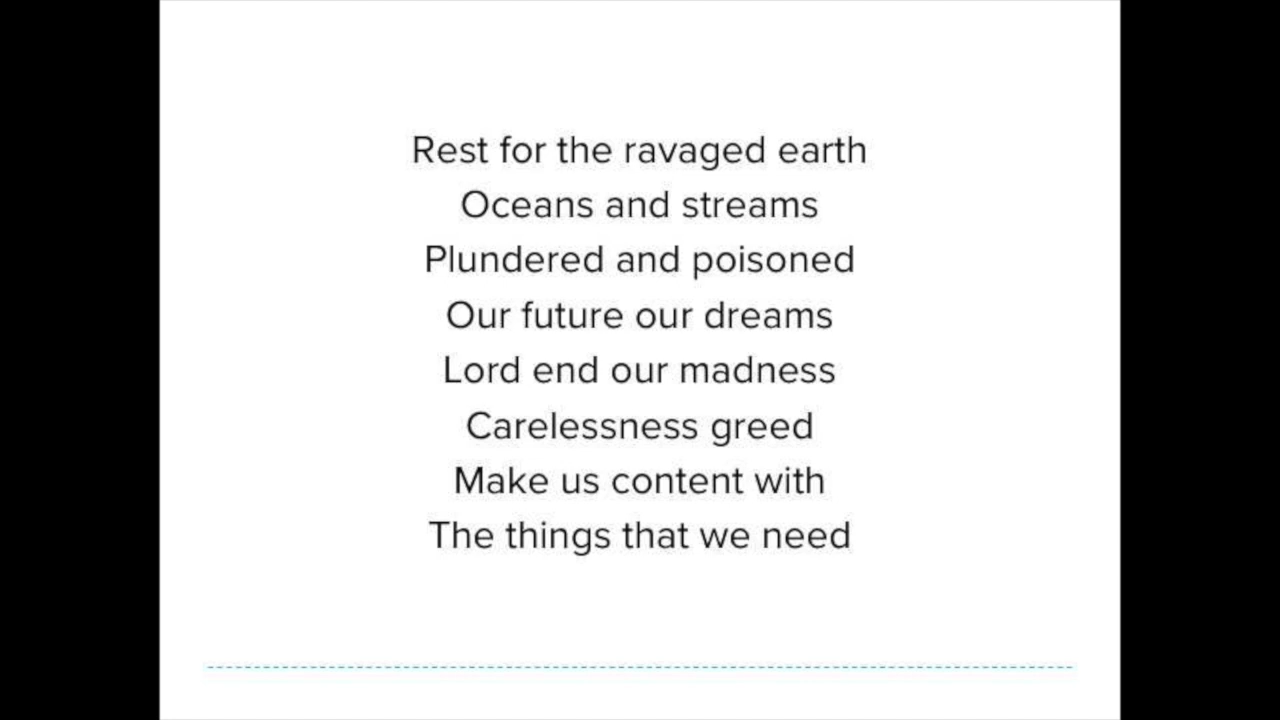 Rest for the ravaged earth
Oceans and streams
Plundered and poisoned
Our future our dreams
Lord end our madness
Carelessness greed
Make us content with
The things that we need